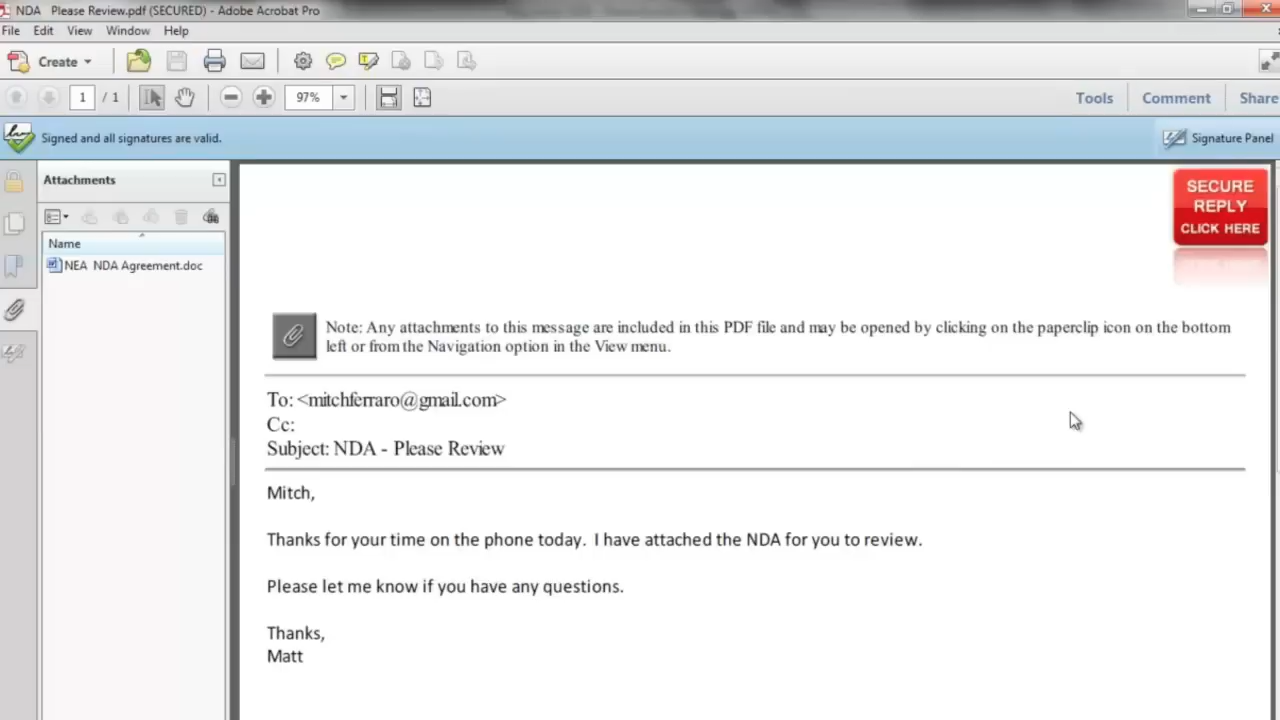 NDA Please Review.pdf (SECURED) - Adobe Acrobat Pro
File Edit View Window Help
Create
1 / 1 97% Tools Comment Share
Signed and all signatures are valid. Signature Panel
Attachments
Name
NEA NDA Agreement.doc
SECURE
REPLY
CLICK HERE
Note: Any attachments to this message are included in this PDF file and may be opened by clicking on the paperclip icon on the bottom
left or from the Navigation option in the View menu.
To: <mitchferraro@gmail.com>
Cc:
Subject: NDA - Please Review
Mitch,
Thanks for your time on the phone today. I have attached the NDA for you to review.
Please let me know if you have any questions.
Thanks,
Matt